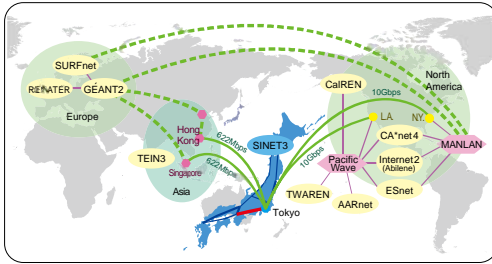 SURFnet
RENATER
GÉANT2
Europe
CalREN
North
America
10Gbps
LA.
NY.
CA*net4
MANLAN
Hong
Kong
622Mbps
SINET3
10Gbps
Pacific
Wave
Internet2
(Abilene)
TEIN3
Singapore
622Mbps
ESnet
Asia
TWAREN
AARnet
Tokyo